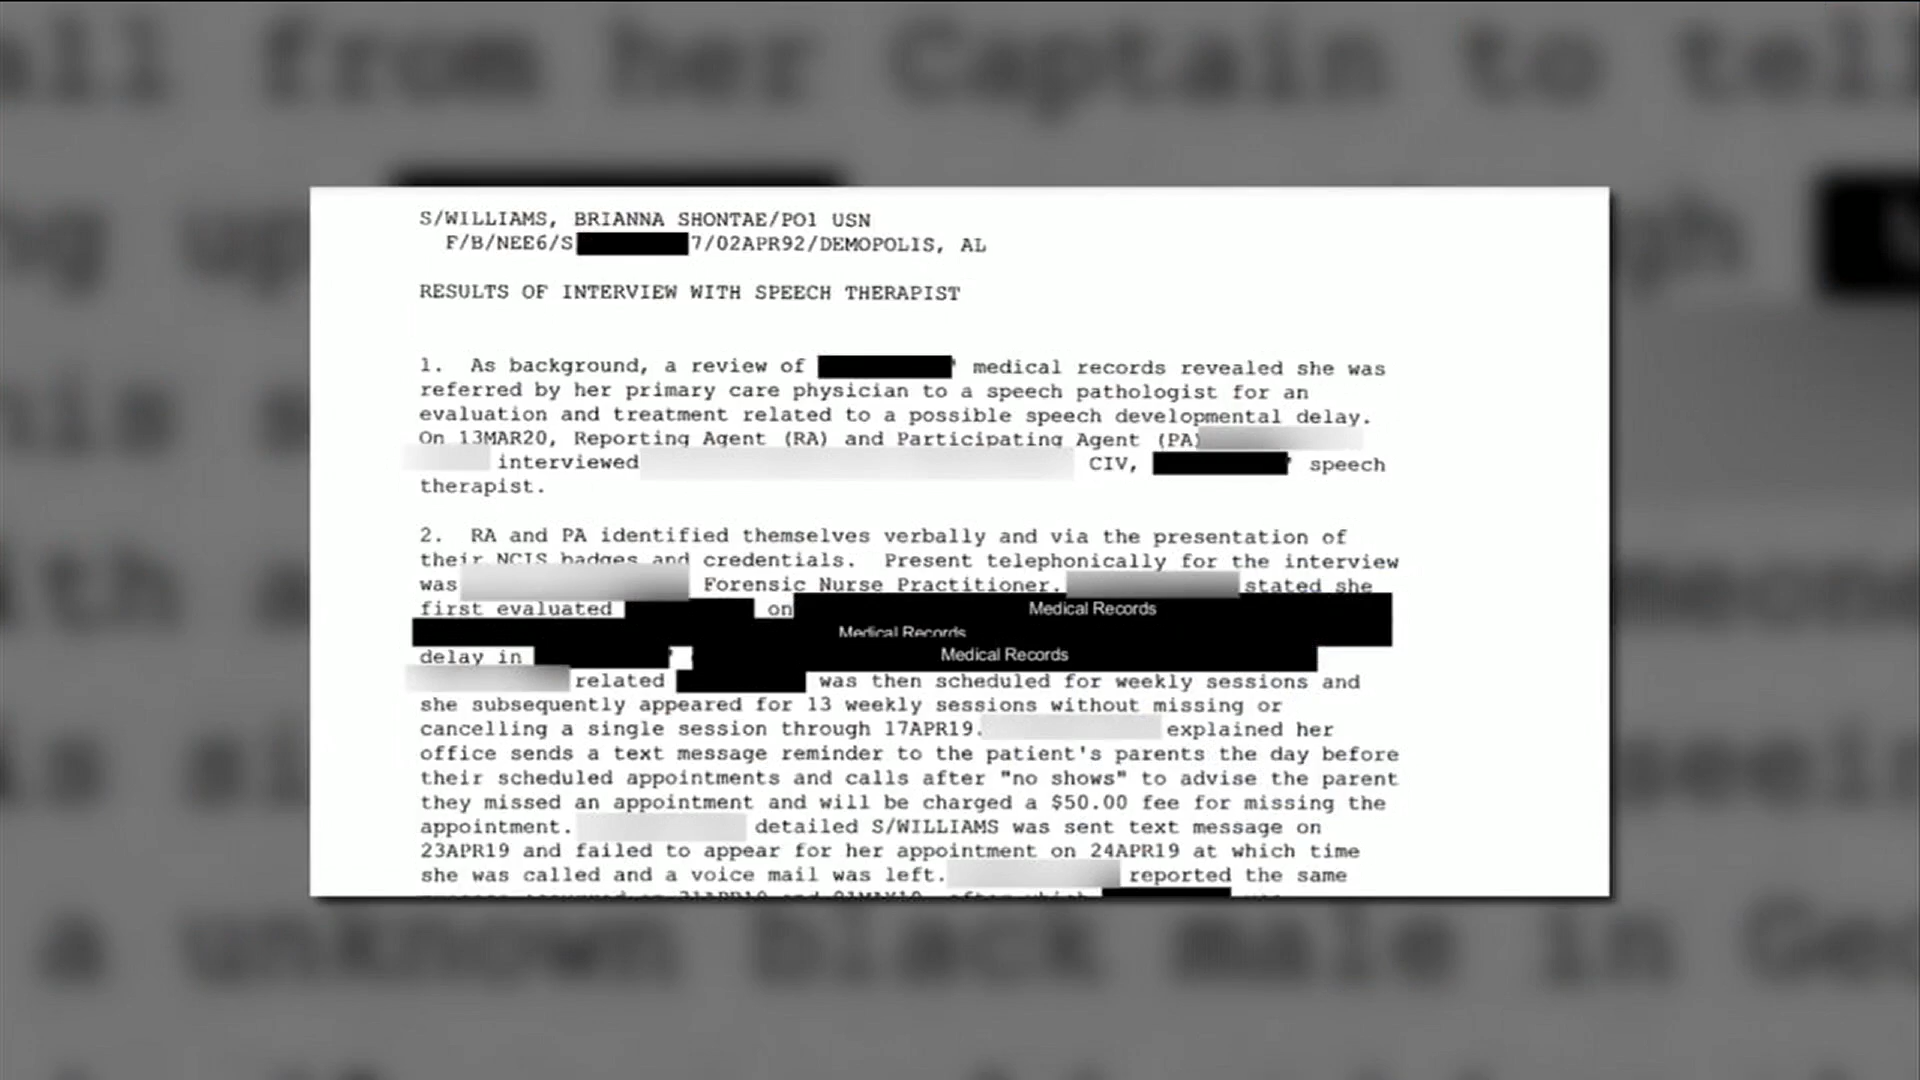 all from her Captain to tell
S/WILLIAMS, BRIANNA SHONTAE/PO1 USN
F/B/NEE6/S 7/02APR92/DEMOPOLIS, AL
RESULTS OF INTERVIEW WITH SPEECH THERAPIST
1. As background, a review of ' medical records revealed she was
referred by her primary care physician to a speech pathologist for an
evaluation and treatment related to a possible speech developmental delay.
On 13MAR20, Reporting Agent (RA) and Participating Agent (PA)
interviewed CIV, ' speech
therapist.
2. RA and PA identified themselves verbally and via the presentation of
their NCIS badges and credentials. Present telephonically for the interview
was Forensic Nurse Practitioner. stated she
first evaluated on Medical Records
Medical Records
delay in ' Medical Records
related was then scheduled for weekly sessions and
she subsequently appeared for 13 weekly sessions without missing or
cancelling a single session through 17APR19. explained her
office sends a text message reminder to the patient's parents the day before
their scheduled appointments and calls after "no shows" to advise the parent
they missed an appointment and will be charged a $50.00 fee for missing the
appointment. detailed S/WILLIAMS was sent text message on
23APR19 and failed to appear for her appointment on 24APR19 at which time
she was called and a voice mail was left. reported the same
a unknown black male in